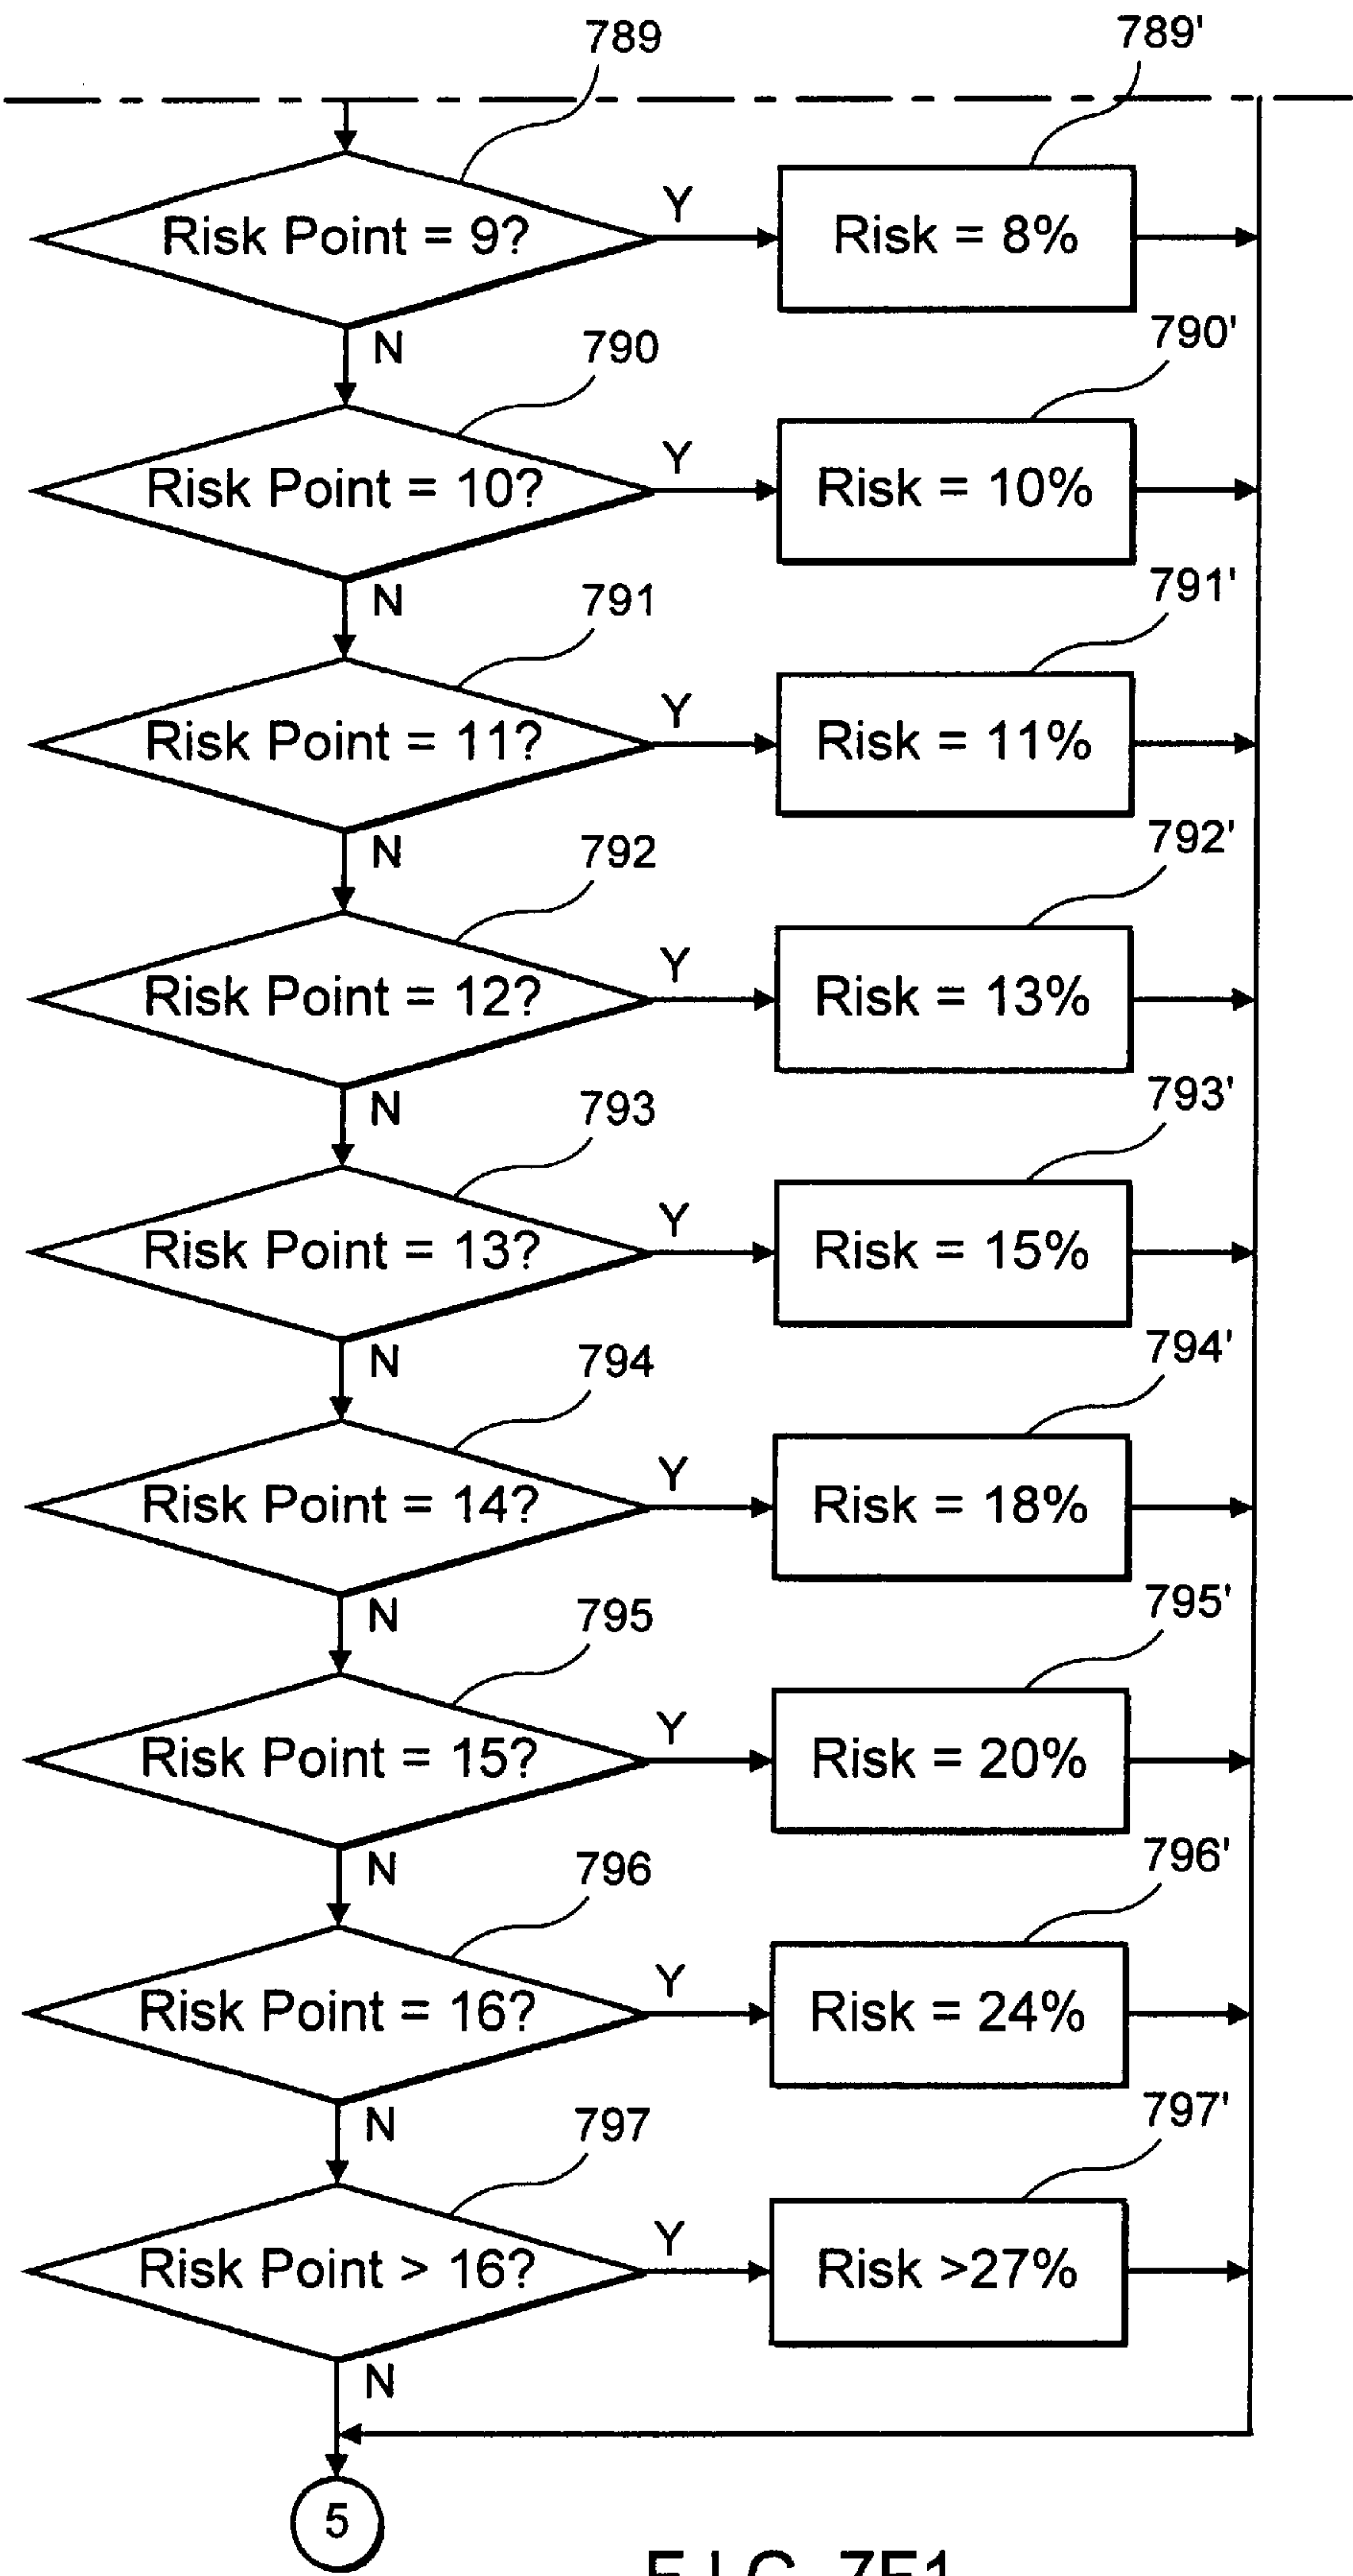 789
789'
Risk Point = 9?
Y
Risk = 8%
N
790
790'
Risk Point = 10?
Y
Risk = 10%
N
791
791'
Risk Point = 11?
Y
Risk = 11%
N
792
792'
Risk Point = 12?
Y
Risk = 13%
N
793
793'
Risk Point = 13?
Y
Risk = 15%
N
794
794'
Risk Point = 14?
Y
Risk = 18%
N
795
795'
Risk Point = 15?
Y
Risk = 20%
N
796
796'
Risk Point = 16?
Y
Risk = 24%
N
797
797'
Risk Point > 16?
Y
Risk >27%
N
5